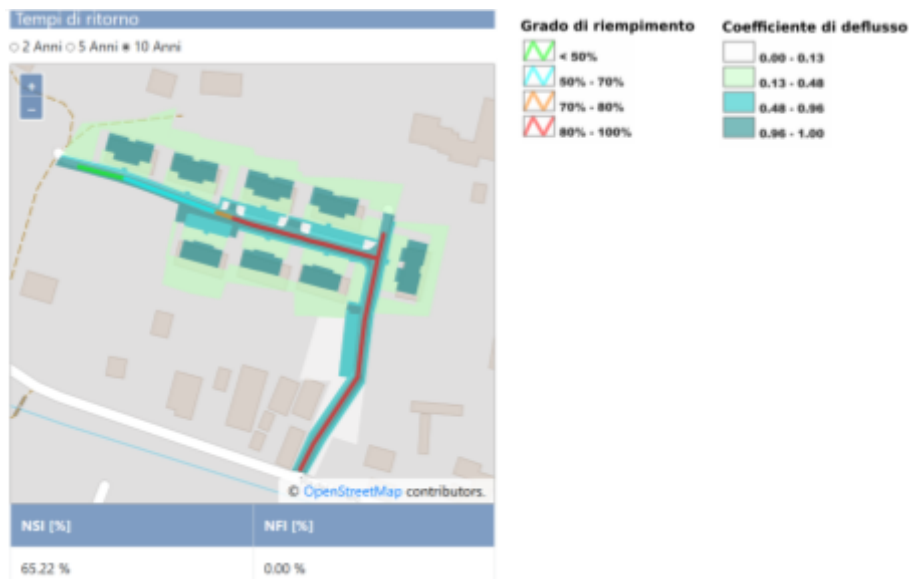 Tempi di ritorno
2 Anni 5 Anni 10 Anni
+
−
© OpenStreetMap contributors.
NSI [%] NFI [%]
65.22 % 0.00 %
Grado di riempimento
< 50%
50% - 70%
70% - 80%
80% - 100%
Coefficiente di deflusso
0.00 - 0.13
0.13 - 0.48
0.48 - 0.96
0.96 - 1.00